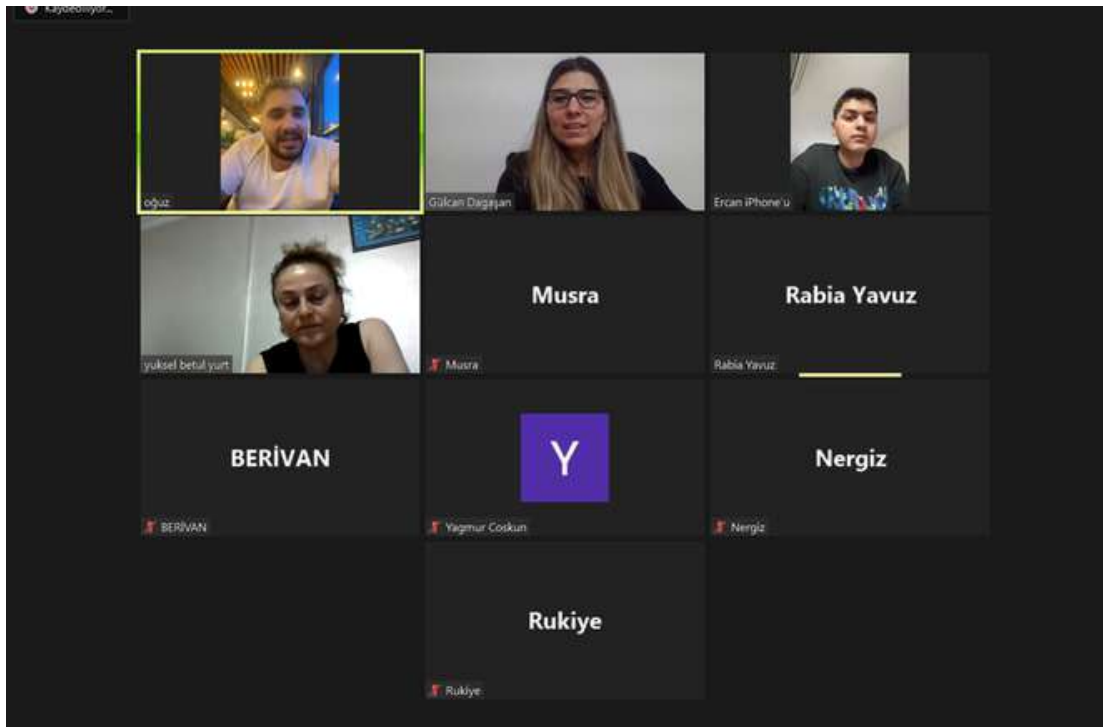 Kaydediliyor...
oğuz
Gülcan Dagaşan
Ercan iPhone'u
yuksel betul yurt
Musra
Musra
Rabia Yavuz
Rabia Yavuz
BERİVAN
BERİVAN
Y
Yagmur Coskun
Nergiz
Nergiz
Rukiye
Rukiye